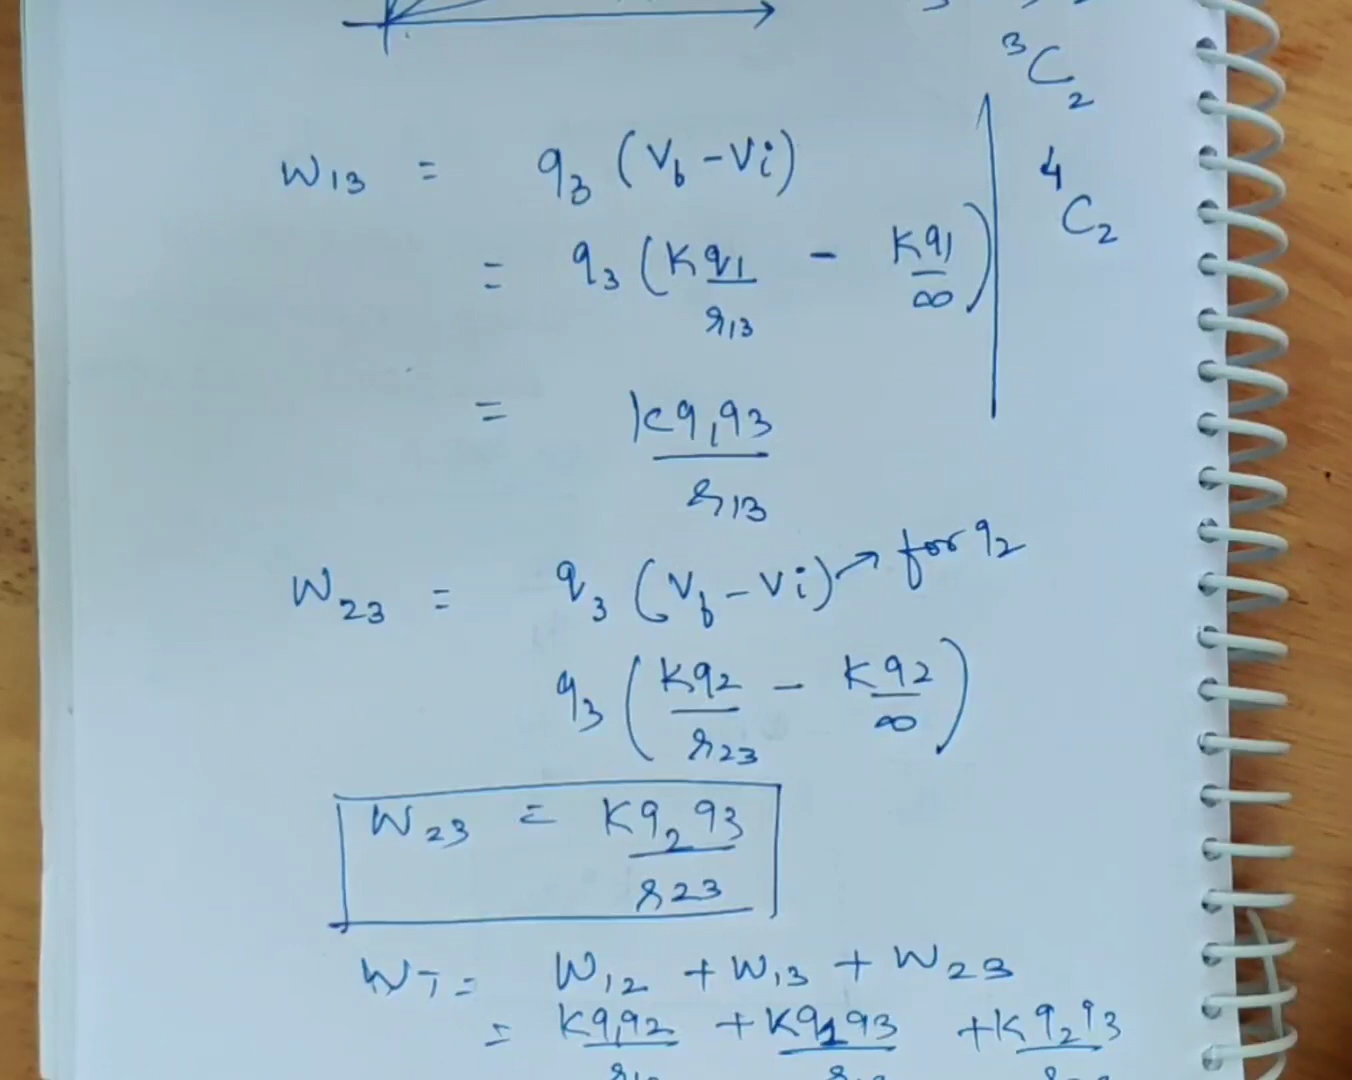 ³C₂
W₁₃ = q₃ (V_f - V_i)
⁴C₂
= q₃ (Kq₁/r₁₃ - Kq₁/∞)
= Kq₁q₃/r₁₃
W₂₃ = q₃ (V_f - V_i) → for q₂
q₃ (Kq₂/r₂₃ - Kq₂/∞)
W₂₃ = Kq₂q₃/r₂₃
W_T = W₁₂ + W₁₃ + W₂₃
= Kq₁q₂ + Kq₁q₃ + Kq₂q₃